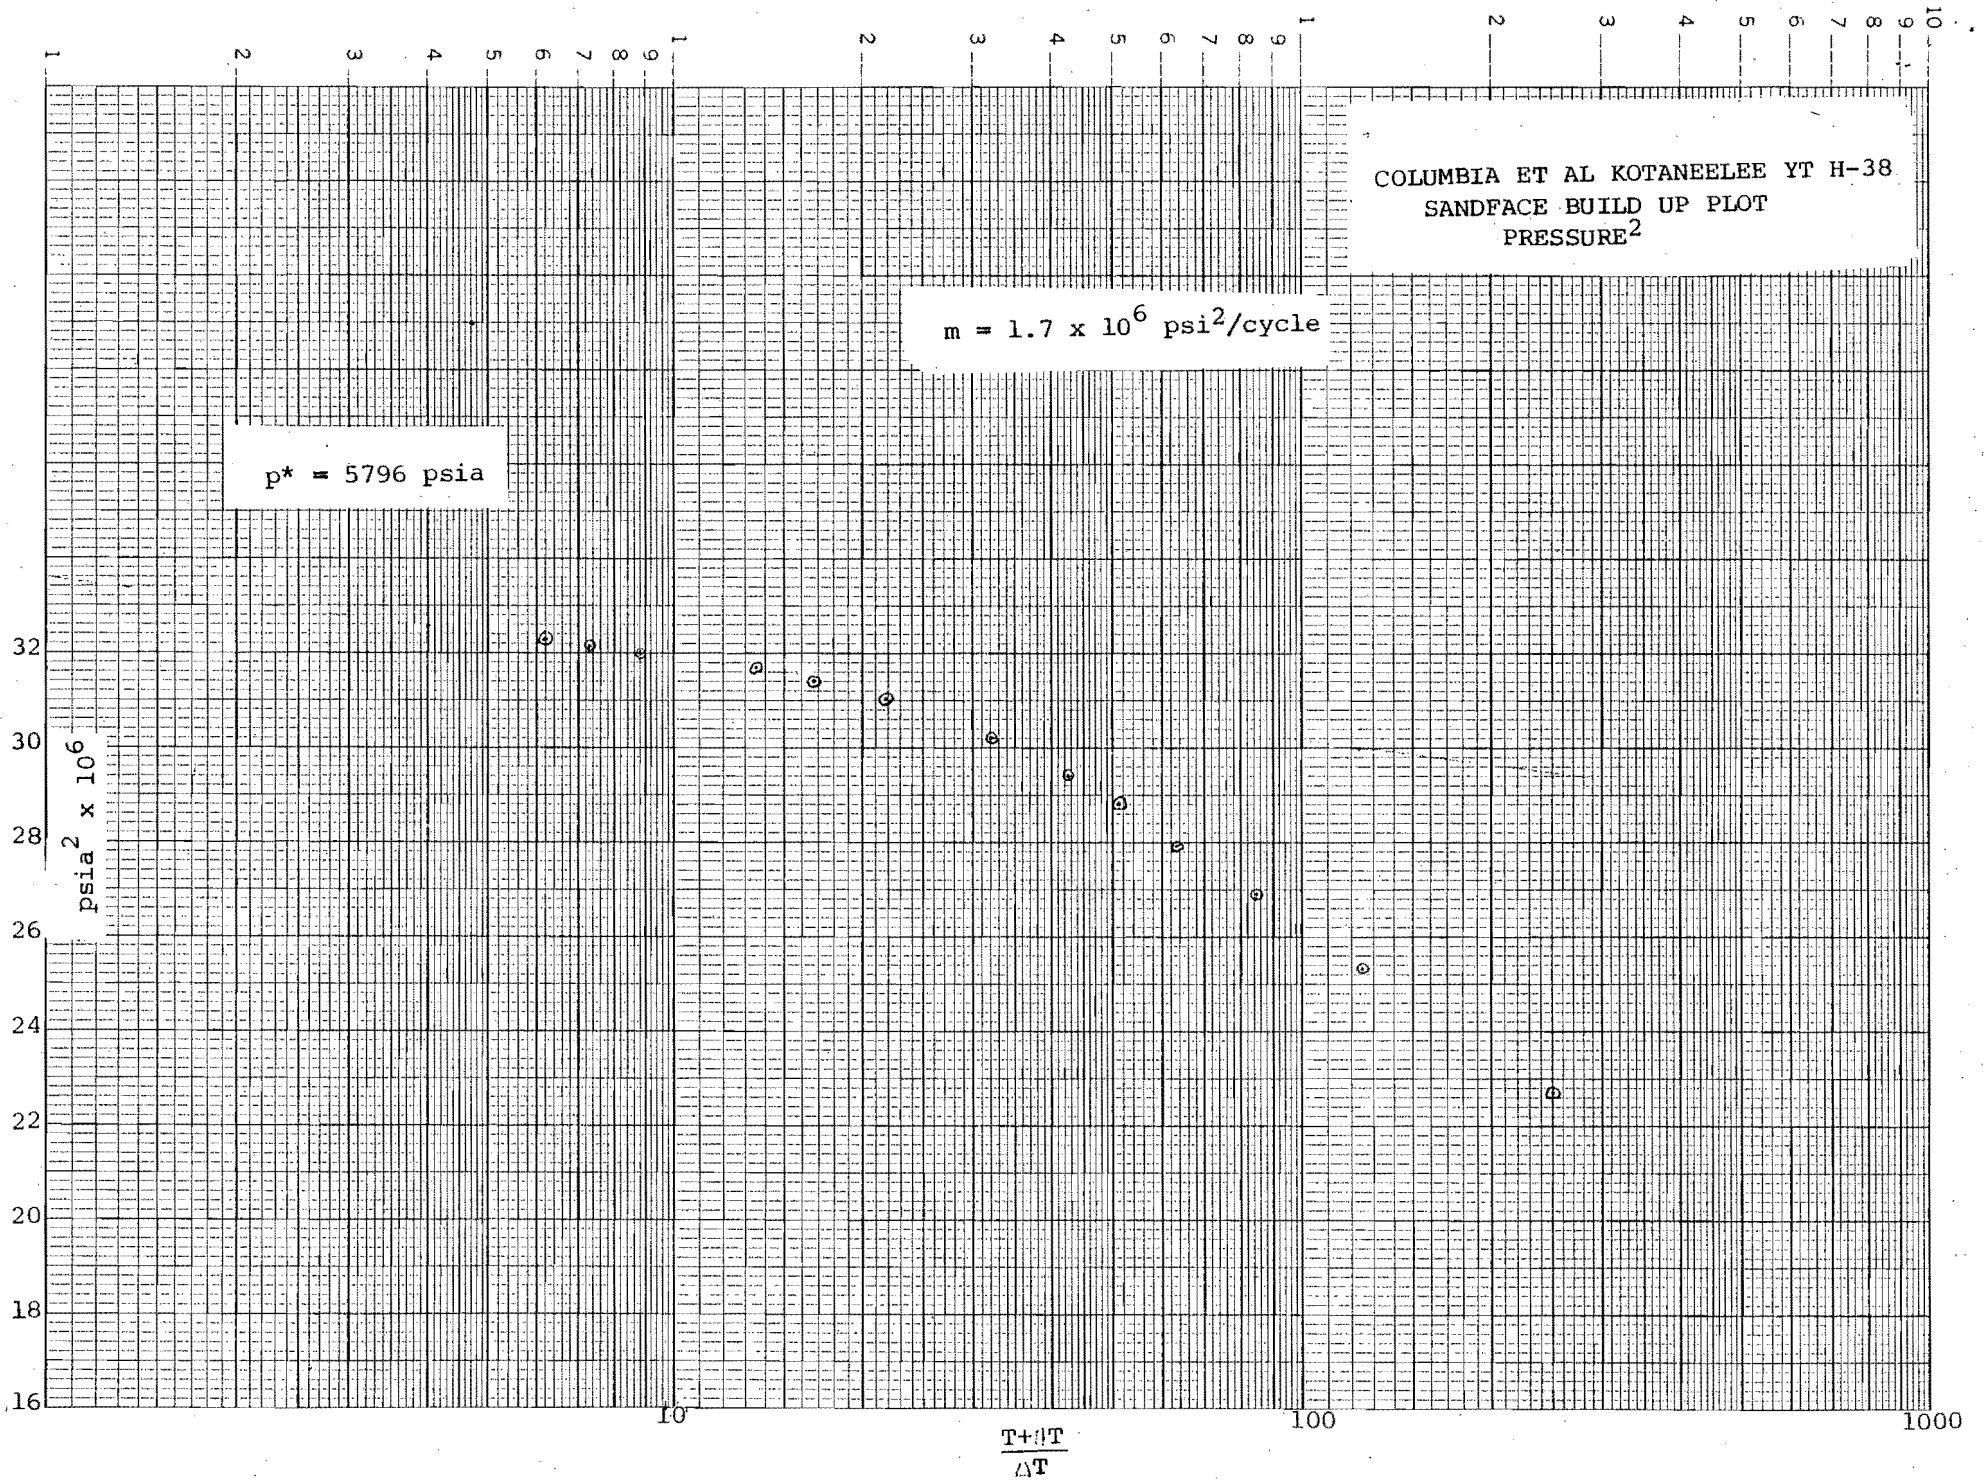 1 2 3 4 5 6 7 8 9 1 2 3 4 5 6 7 8 9 1 2 3 4 5 6 7 8 9 10
COLUMBIA ET AL KOTANEELEE YT H-38
SANDFACE BUILD UP PLOT
PRESSURE²
m = 1.7 x 10⁶ psi²/cycle
p* = 5796 psia
32
30
28
26
24
22
20
18
16
psia² x 10⁶
10 100 1000
T+ΔT
ΔT